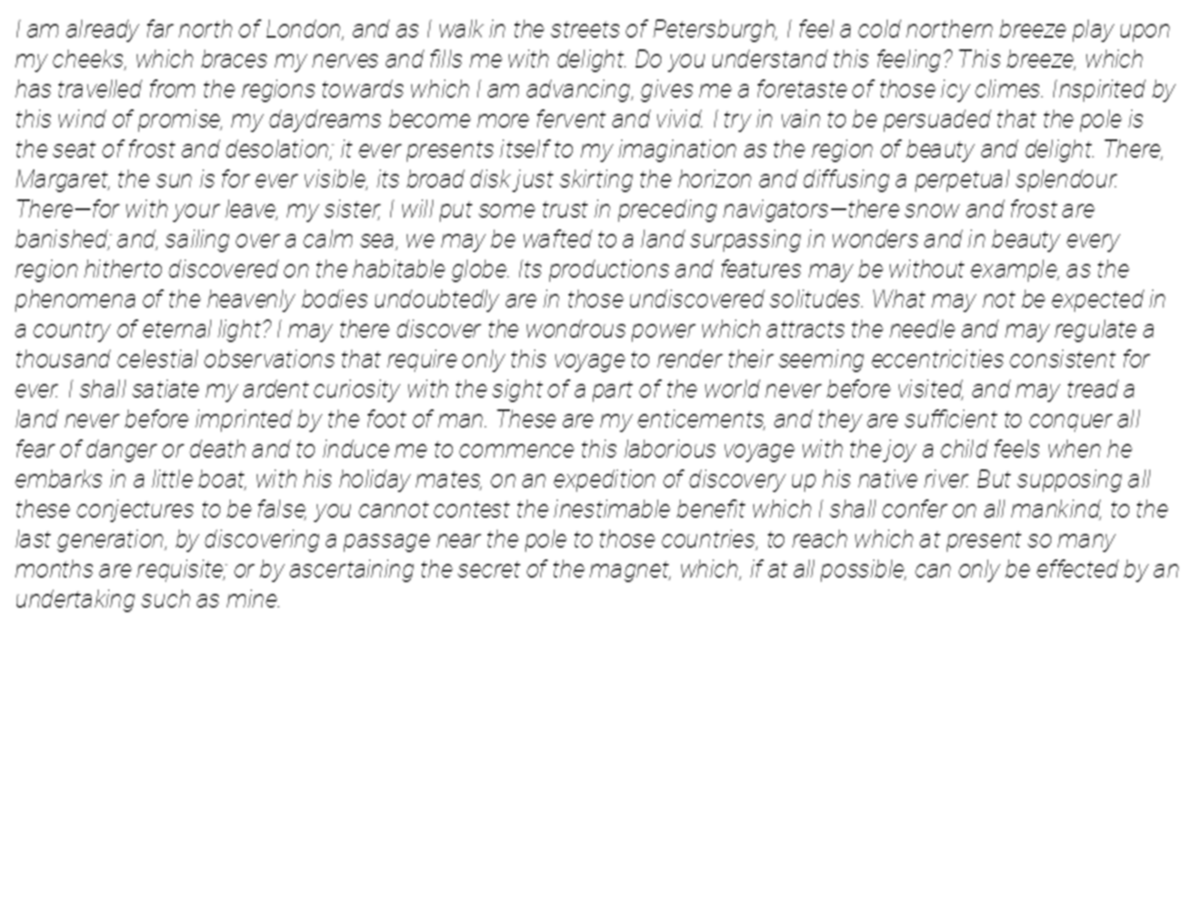 I am already far north of London, and as I walk in the streets of Petersburgh, I feel a cold northern breeze play upon
my cheeks, which braces my nerves and fills me with delight. Do you understand this feeling? This breeze, which
has travelled from the regions towards which I am advancing, gives me a foretaste of those icy climes. Inspirited by
this wind of promise, my daydreams become more fervent and vivid. I try in vain to be persuaded that the pole is
the seat of frost and desolation; it ever presents itself to my imagination as the region of beauty and delight. There,
Margaret, the sun is for ever visible, its broad disk just skirting the horizon and diffusing a perpetual splendour.
There—for with your leave, my sister, I will put some trust in preceding navigators—there snow and frost are
banished; and, sailing over a calm sea, we may be wafted to a land surpassing in wonders and in beauty every
region hitherto discovered on the habitable globe. Its productions and features may be without example, as the
phenomena of the heavenly bodies undoubtedly are in those undiscovered solitudes. What may not be expected in
a country of eternal light? I may there discover the wondrous power which attracts the needle and may regulate a
thousand celestial observations that require only this voyage to render their seeming eccentricities consistent for
ever. I shall satiate my ardent curiosity with the sight of a part of the world never before visited, and may tread a
land never before imprinted by the foot of man. These are my enticements, and they are sufficient to conquer all
fear of danger or death and to induce me to commence this laborious voyage with the joy a child feels when he
embarks in a little boat, with his holiday mates, on an expedition of discovery up his native river. But supposing all
these conjectures to be false, you cannot contest the inestimable benefit which I shall confer on all mankind, to the
last generation, by discovering a passage near the pole to those countries, to reach which at present so many
months are requisite; or by ascertaining the secret of the magnet, which, if at all possible, can only be effected by an
undertaking such as mine.